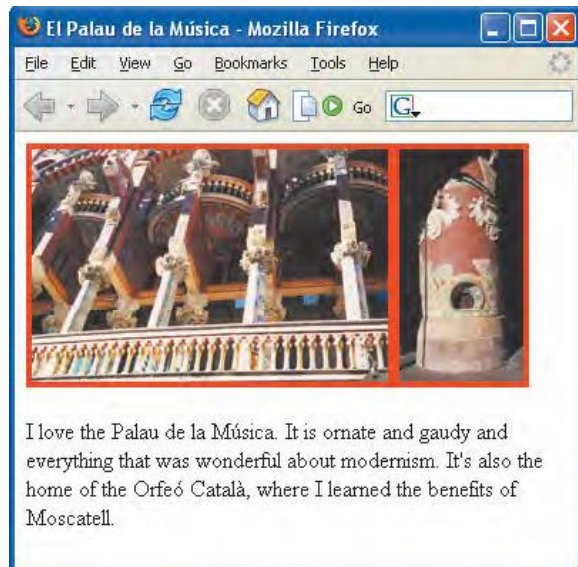 El Palau de la Música - Mozilla Firefox
File Edit View Go Bookmarks Tools Help
Go G
I love the Palau de la Música. It is ornate and gaudy and
everything that was wonderful about modernism. It's also the
home of the Orfeó Català, where I learned the benefits of
Moscatell.